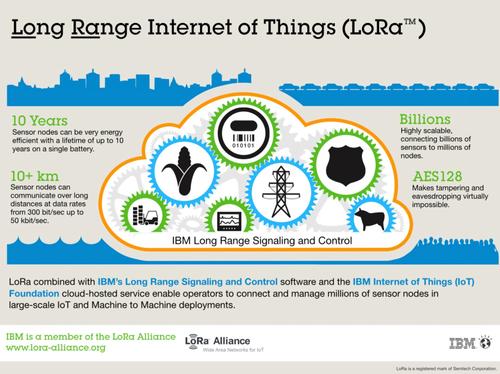 Long Range Internet of Things (LoRa™)
10 Years
Sensor nodes can be very energy
efficient with a lifetime of up to 10
years on a single battery.
10+ km
Sensor nodes can
communicate over long
distances at data rates
from 300 bit/sec up to
50 kbit/sec.
010101
Billions
Highly scalable,
connecting billions of
sensors to millions of
nodes.
AES128
Makes tampering and
eavesdropping virtually
impossible.
IBM Long Range Signaling and Control
LoRa combined with IBM's Long Range Signaling and Control software and the IBM Internet of Things (IoT)
Foundation cloud-hosted service enable operators to connect and manage millions of sensor nodes in
large-scale IoT and Machine to Machine deployments.
IBM is a member of the LoRa Alliance
www.lora-alliance.org
LoRa Alliance
Wide Area Networks for IoT
IBM
LoRa is a registered mark of Semtech Corporation.